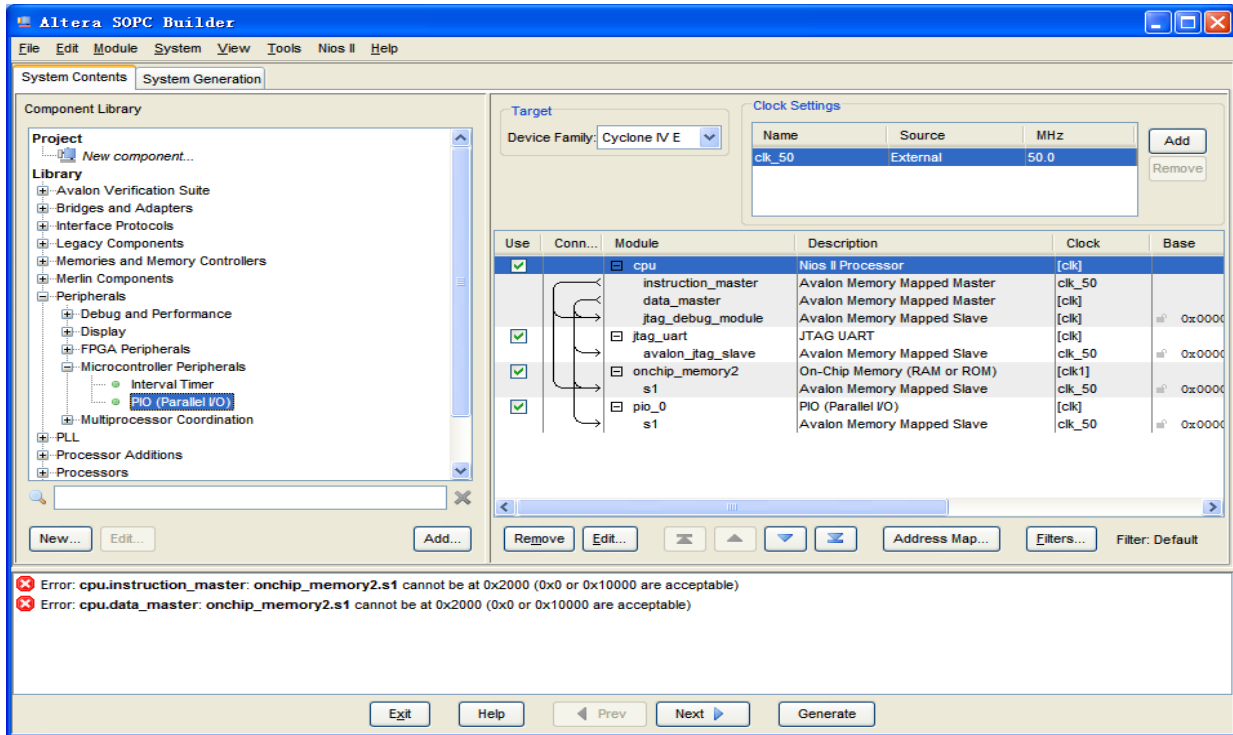 Altera SOPC Builder
File Edit Module System View Tools Nios II Help
System Contents System Generation
Component Library
Project
New component...
Library
Avalon Verification Suite
Bridges and Adapters
Interface Protocols
Legacy Components
Memories and Memory Controllers
Merlin Components
Peripherals
Debug and Performance
Display
FPGA Peripherals
Microcontroller Peripherals
Interval Timer
PIO (Parallel I/O)
Multiprocessor Coordination
PLL
Processor Additions
Processors
New... Edit... Add...
Target
Device Family: Cyclone IV E
Clock Settings
Name Source MHz
clk_50 External 50.0
Add
Remove
Use Conn... Module Description Clock Base
cpu Nios II Processor [clk]
instruction_master Avalon Memory Mapped Master clk_50
data_master Avalon Memory Mapped Master [clk]
jtag_debug_module Avalon Memory Mapped Slave [clk] 0x0000
jtag_uart JTAG UART [clk]
avalon_jtag_slave Avalon Memory Mapped Slave clk_50 0x0000
onchip_memory2 On-Chip Memory (RAM or ROM) [clk1]
s1 Avalon Memory Mapped Slave clk_50 0x0000
pio_0 PIO (Parallel I/O) [clk]
s1 Avalon Memory Mapped Slave clk_50 0x0000
Remove Edit... Address Map... Filters... Filter: Default
Error: cpu.instruction_master: onchip_memory2.s1 cannot be at 0x2000 (0x0 or 0x10000 are acceptable)
Error: cpu.data_master: onchip_memory2.s1 cannot be at 0x2000 (0x0 or 0x10000 are acceptable)
Exit Help Prev Next Generate